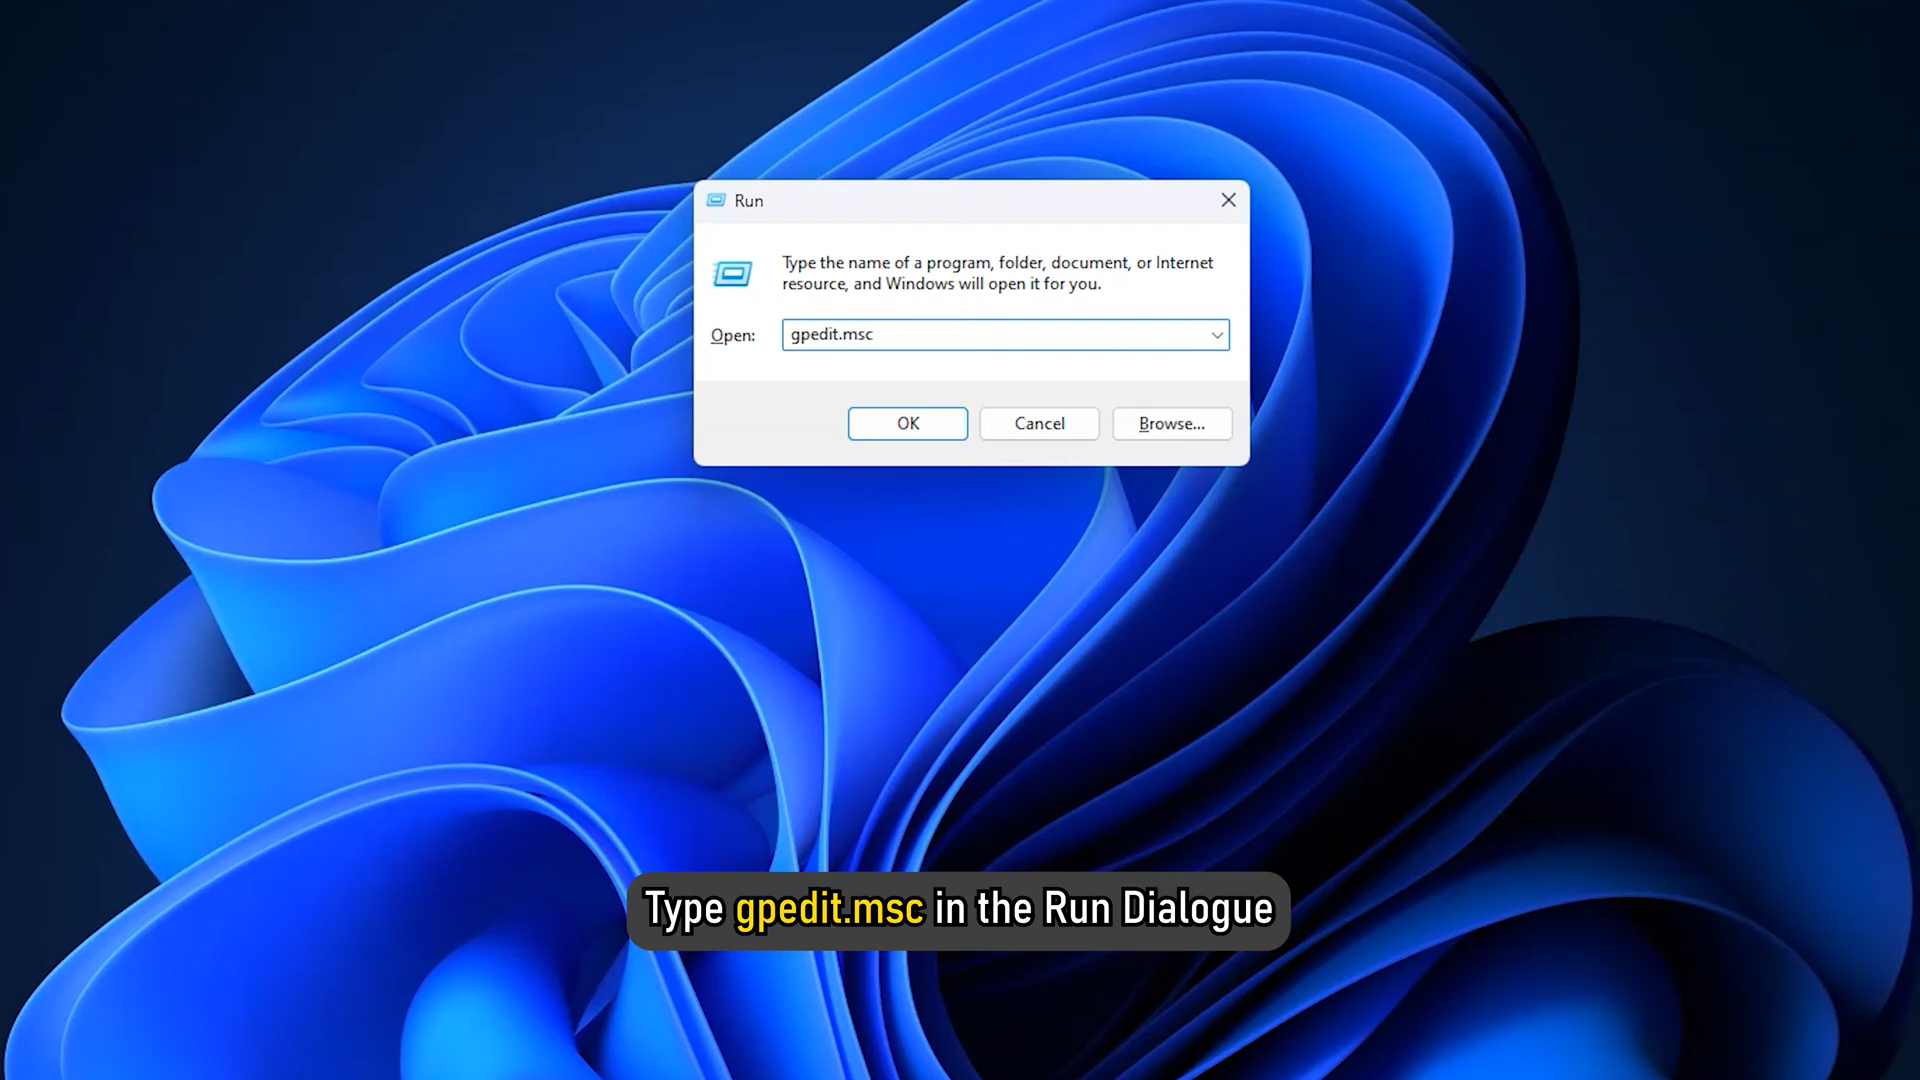 Run
Type the name of a program, folder, document, or Internet
resource, and Windows will open it for you.
Open: gpedit.msc
OK Cancel Browse...
Type gpedit.msc in the Run Dialogue